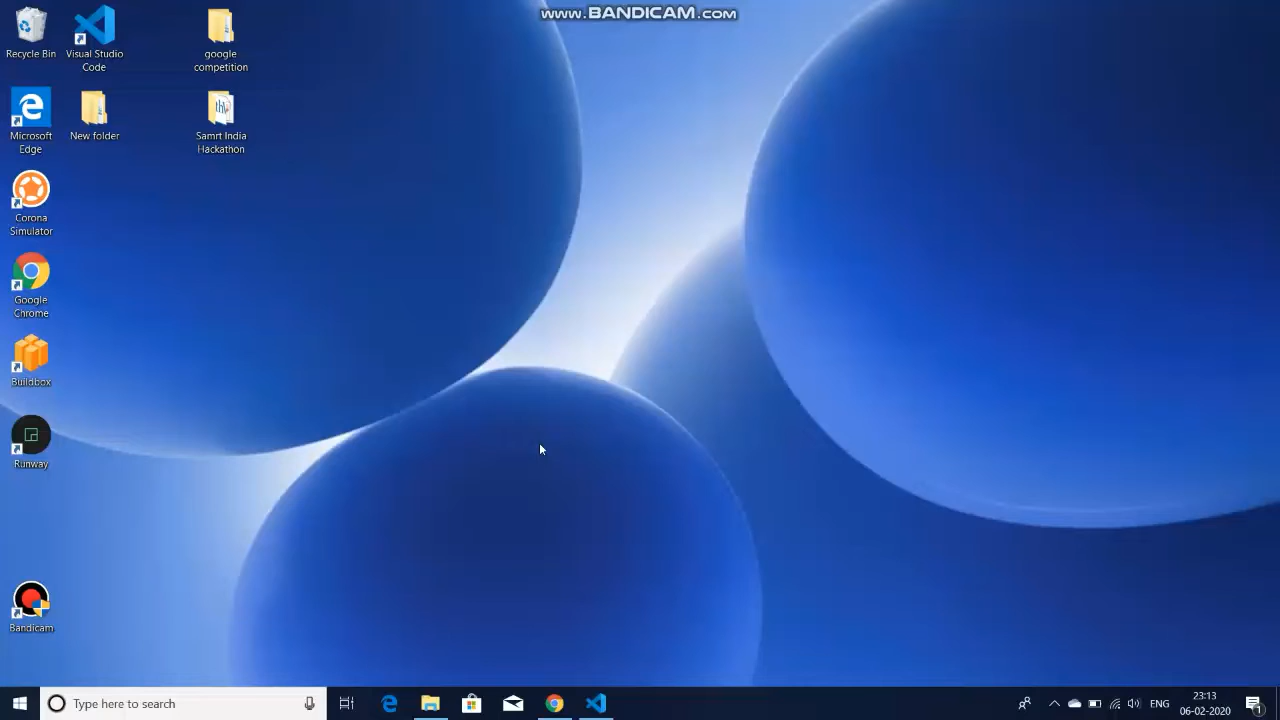 www.BANDICAM.com
Recycle Bin
Visual Studio
Code
google
competition
Microsoft
Edge
New folder
Samrt India
Hackathon
Corona
Simulator
Google
Chrome
Buildbox
Runway
Bandicam
Type here to search
ENG
23:13
06-02-2020
1